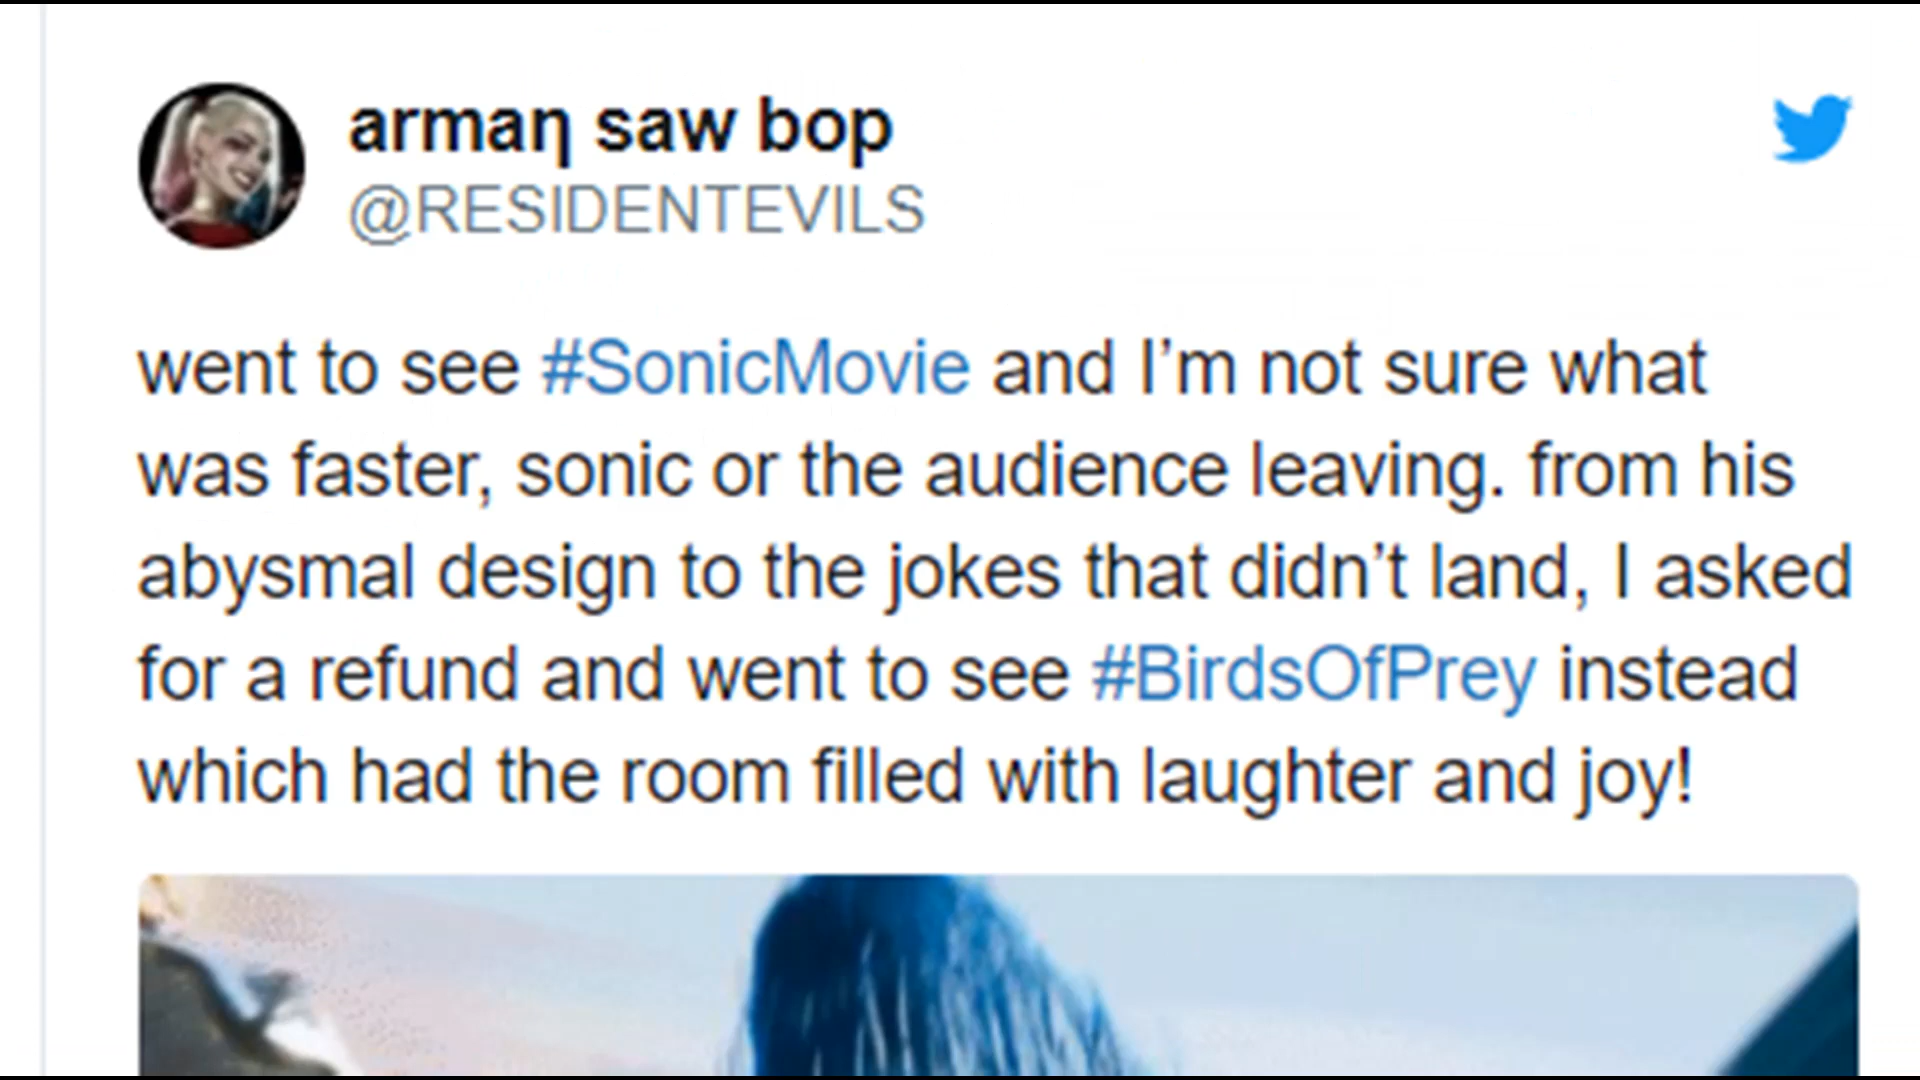 armaη saw bop
@RESIDENTEVILS
went to see #SonicMovie and I’m not sure what
was faster, sonic or the audience leaving. from his
abysmal design to the jokes that didn’t land, I asked
for a refund and went to see #BirdsOfPrey instead
which had the room filled with laughter and joy!